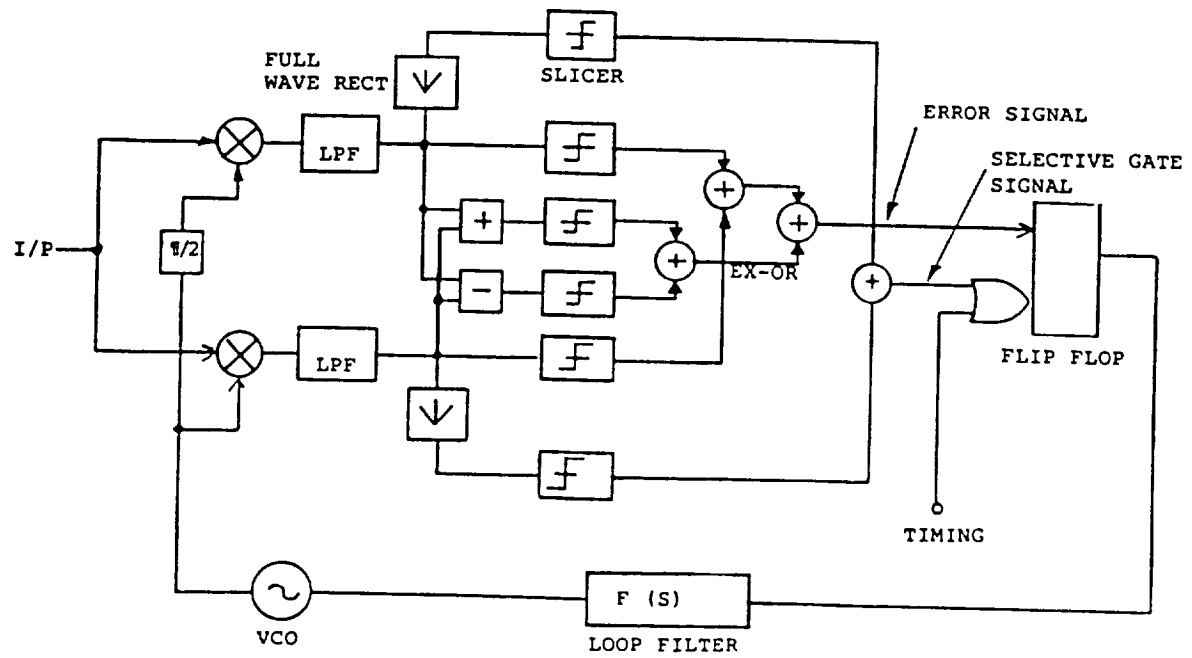 FULL
WAVE RECT
SLICER
LPF
ERROR SIGNAL
SELECTIVE GATE
SIGNAL
I/P
π/2
+
+
+
+
-
+
EX-OR
+
LPF
FLIP FLOP
TIMING
VCO
F (S)
LOOP FILTER